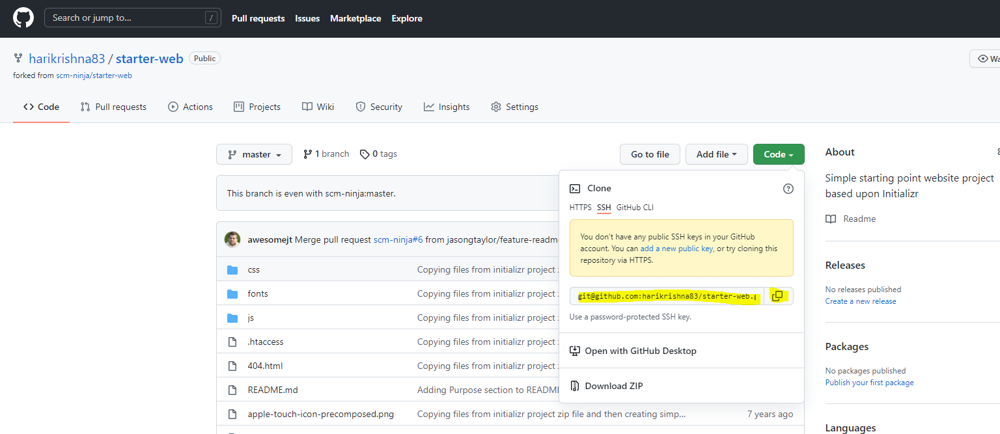 Search or jump to... /
Pull requests Issues Marketplace Explore
harikrishna83 / starter-web Public
forked from scm-ninja/starter-web
Code Pull requests Actions Projects Wiki Security Insights Settings
master 1 branch 0 tags Go to file Add file Code
This branch is even with scm-ninja:master.
awesomejt Merge pull request scm-ninja#6 from jasongtaylor/feature-readm
css Copying files from initializr project
fonts Copying files from initializr project
js Copying files from initializr project
.htaccess Copying files from initializr project
404.html Copying files from initializr project
README.md Adding Purpose section to README
apple-touch-icon-precomposed.png Copying files from initializr project zip file and then creating simp... 7 years ago
Clone
HTTPS SSH GitHub CLI
You don't have any public SSH keys in your GitHub
account. You can add a new public key, or try cloning this
repository via HTTPS.
git@github.com:harikrishna83/starter-web.g
Use a password-protected SSH key.
Open with GitHub Desktop
Download ZIP
About
Simple starting point website project
based upon Initializr
Readme
Releases
No releases published
Create a new release
Packages
No packages published
Publish your first package
Languages